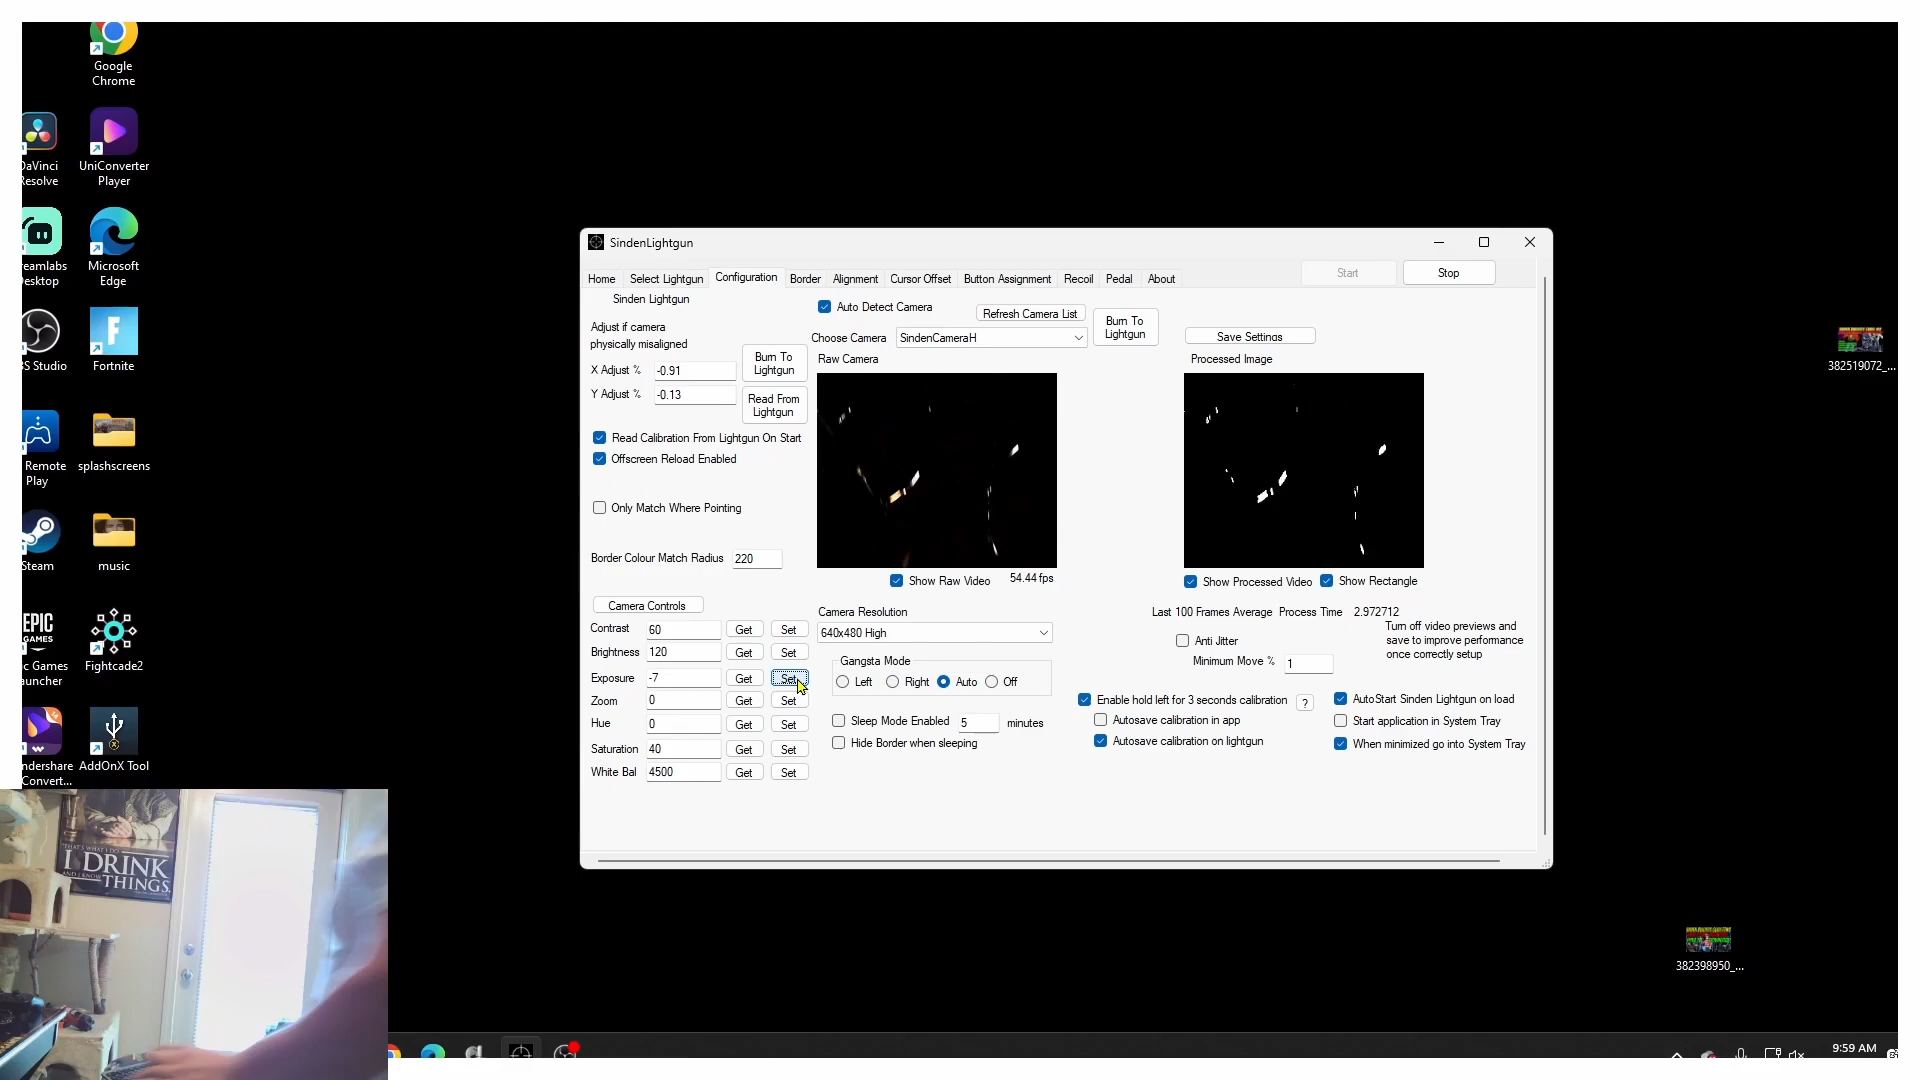 Google
Chrome
DaVinci
Resolve
UniConverter
Player
reamlabs
Desktop
Microsoft
Edge
BS Studio
F
Fortnite
Remote
Play
splashscreens
Steam
music
EPIC
GAMES
ic Games
auncher
Fightcade2
ndershare
Convert...
AddOnX Tool
SindenLightgun
Home
Select Lightgun
Configuration
Border
Alignment
Cursor Offset
Button Assignment
Recoil
Pedal
About
Start
Stop
Sinden Lightgun
Adjust if camera
physically misaligned
X Adjust %
-0.91
Y Adjust %
-0.13
Burn To
Lightgun
Read From
Lightgun
Read Calibration From Lightgun On Start
Offscreen Reload Enabled
Only Match Where Pointing
Border Colour Match Radius
220
Auto Detect Camera
Refresh Camera List
Burn To
Lightgun
Choose Camera
SindenCameraH
Save Settings
Raw Camera
Processed Image
Show Raw Video
54.44 fps
Show Processed Video
Show Rectangle
Camera Controls
Contrast
60
Get
Set
Brightness
120
Get
Set
Exposure
-7
Get
Set
Zoom
0
Get
Set
Hue
0
Get
Set
Saturation
40
Get
Set
White Bal
4500
Get
Set
Camera Resolution
640x480 High
Gangsta Mode
Left
Right
Auto
Off
Sleep Mode Enabled
5
minutes
Hide Border when sleeping
Last 100 Frames Average Process Time 2.972712
Anti Jitter
Minimum Move %
1
Turn off video previews and
save to improve performance
once correctly setup
Enable hold left for 3 seconds calibration
?
Autosave calibration in app
Autosave calibration on lightgun
AutoStart Sinden Lightgun on load
Start application in System Tray
When minimized go into System Tray
382519072_...
382398950_...
"THAT'S WHAT I DO
I DRINK
AND I KNOW
THINGS.
9:59 AM